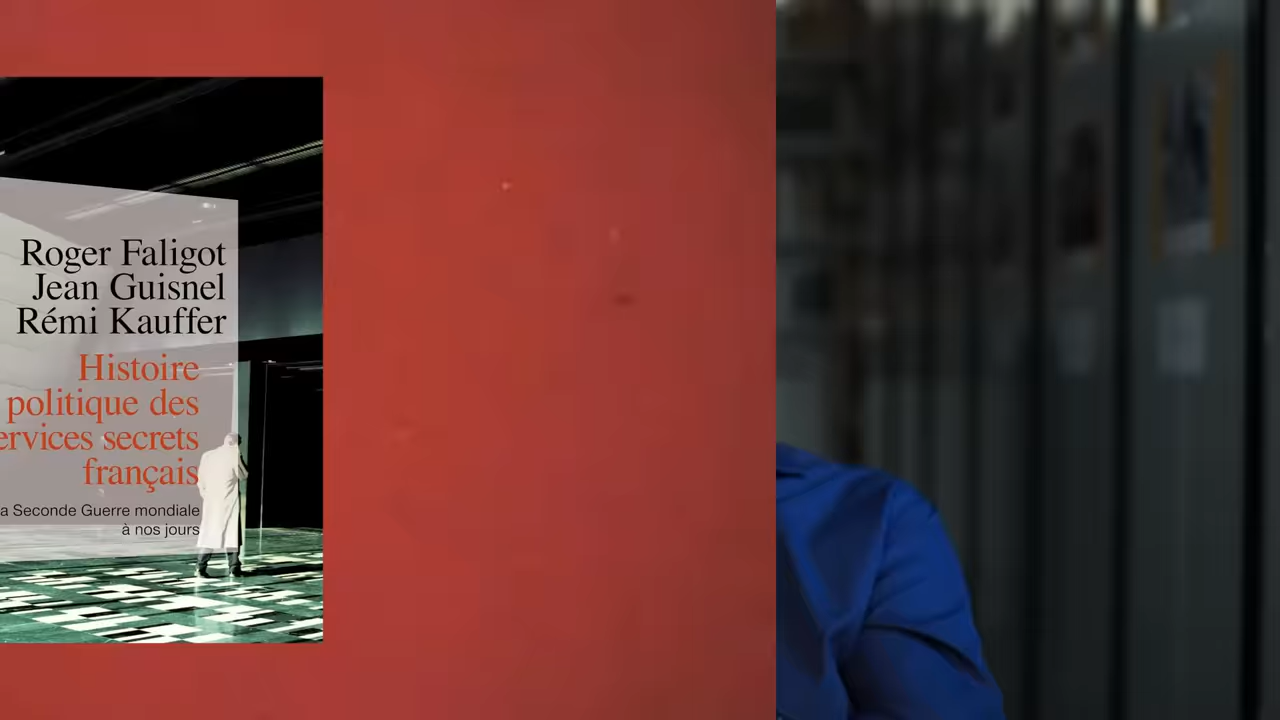 Roger Faligot
Jean Guisnel
Rémi Kauffer
Histoire
politique des
ervices secrets
français
a Seconde Guerre mondiale
à nos jours